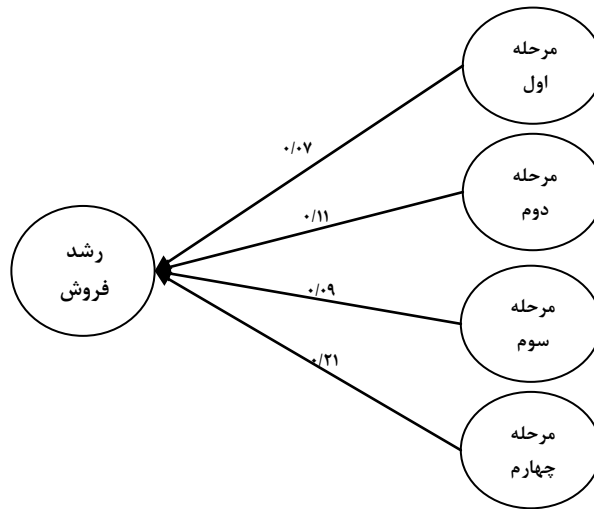 مرحله
اول
۰/۰۷
مرحله
دوم
۰/۱۱
رشد
فروش
۰/۰۹
مرحله
سوم
۰/۲۱
مرحله
چهارم